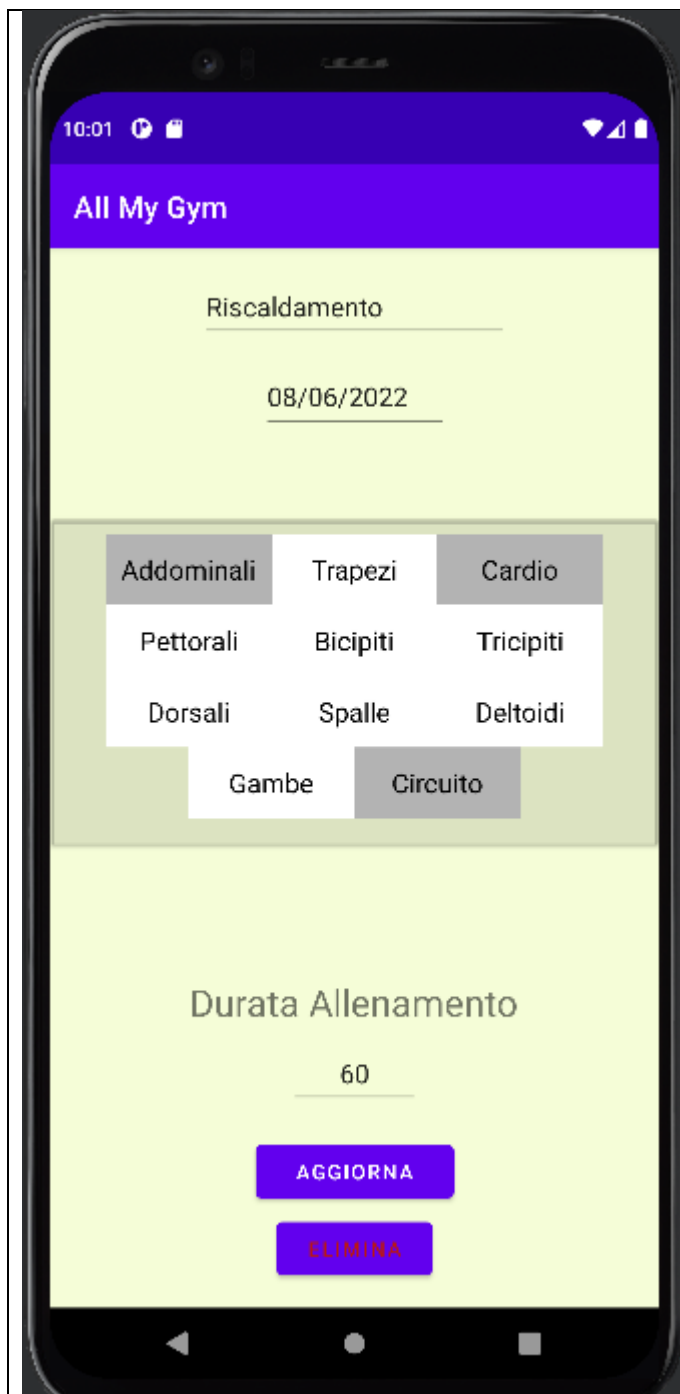 10:01
All My Gym
Riscaldamento
08/06/2022
Addominali Trapezi Cardio
Pettorali Bicipiti Tricipiti
Dorsali Spalle Deltoidi
Gambe Circuito
Durata Allenamento
60
AGGIORNA
ELIMINA